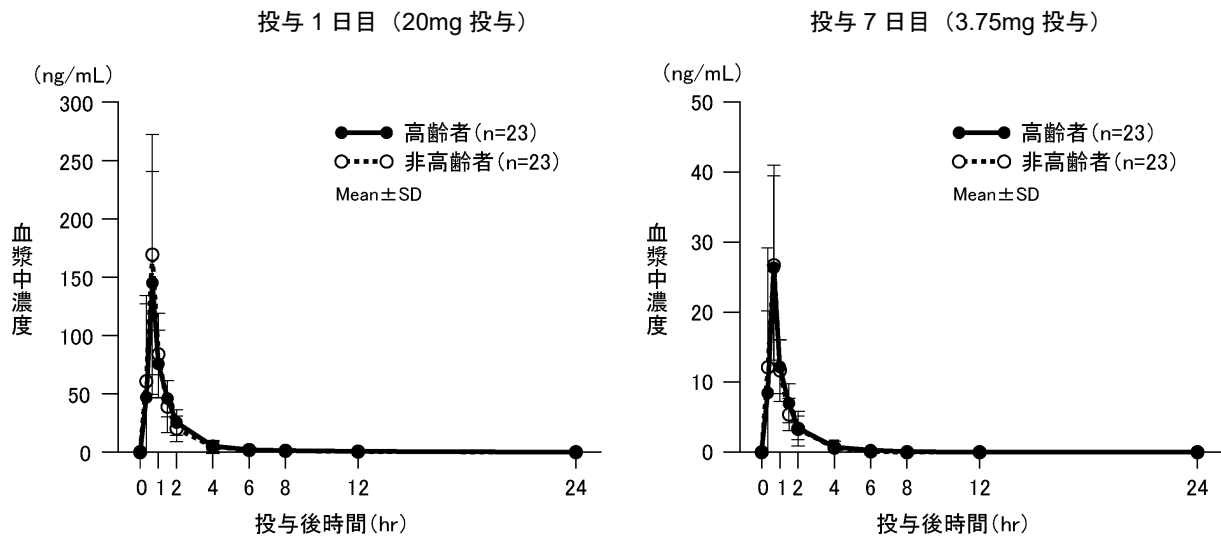 投与 1 日目（20mg 投与）
(ng/mL)
300
250
200
150
100
50
0
血漿中濃度
高齢者(n=23)
非高齢者(n=23)
Mean±SD
0 1 2 4 6 8 12 24
投与後時間(hr)
投与 7 日目（3.75mg 投与）
(ng/mL)
50
40
30
20
10
0
血漿中濃度
高齢者(n=23)
非高齢者(n=23)
Mean±SD
0 1 2 4 6 8 12 24
投与後時間(hr)